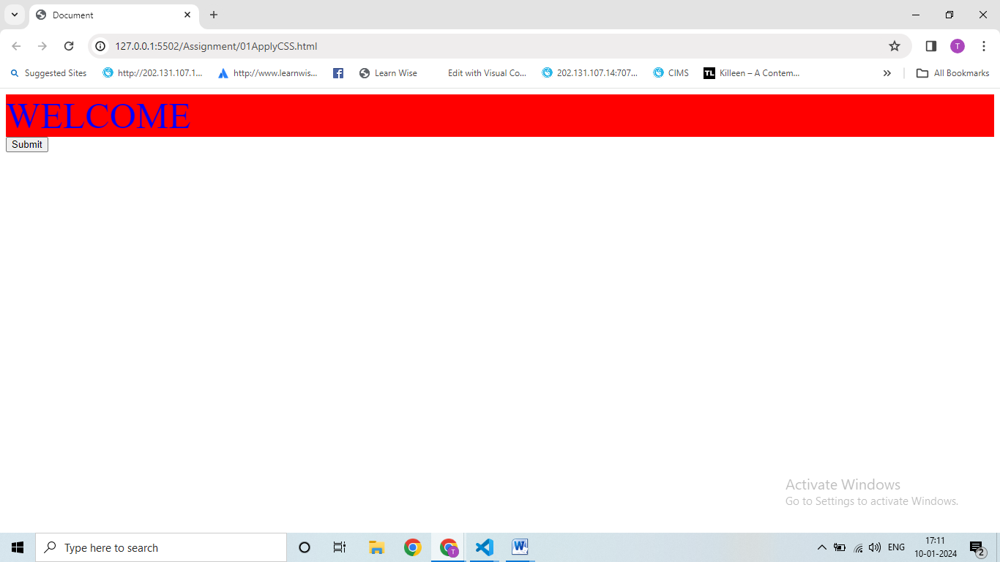 Document
127.0.0.1:5502/Assignment/01ApplyCSS.html
T
Suggested Sites http://202.131.107.1... http://www.learnwis... Learn Wise Edit with Visual Co... 202.131.107.14:707... CIMS TL Killeen – A Contem... » All Bookmarks
WELCOME
Submit
Activate Windows
Go to Settings to activate Windows.
Type here to search T W ENG 17:11
10-01-2024 2